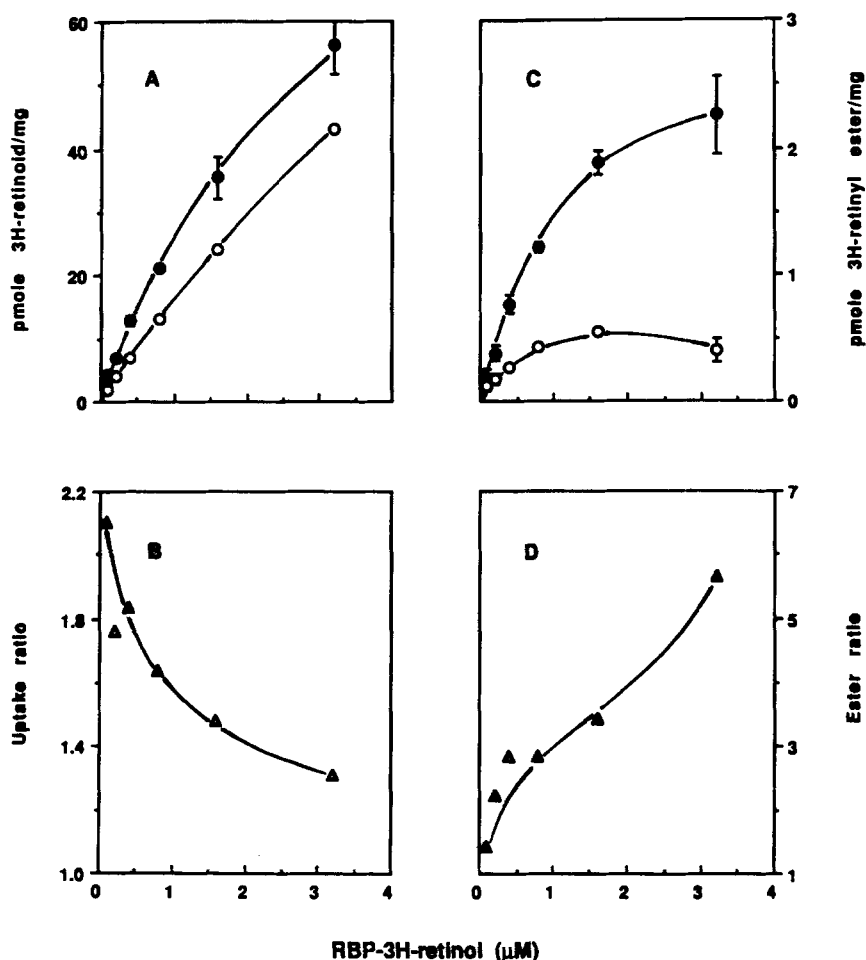 60
40
20
0
pmole 3H-retinoid/mg
A
C
3
2
1
0
pmole 3H-retinyl ester/mg
2.2
1.8
1.4
1.0
Uptake ratio
B
0 1 2 3 4
D
7
5
3
1
Ester ratio
0 1 2 3 4
RBP-3H-retinol (μM)